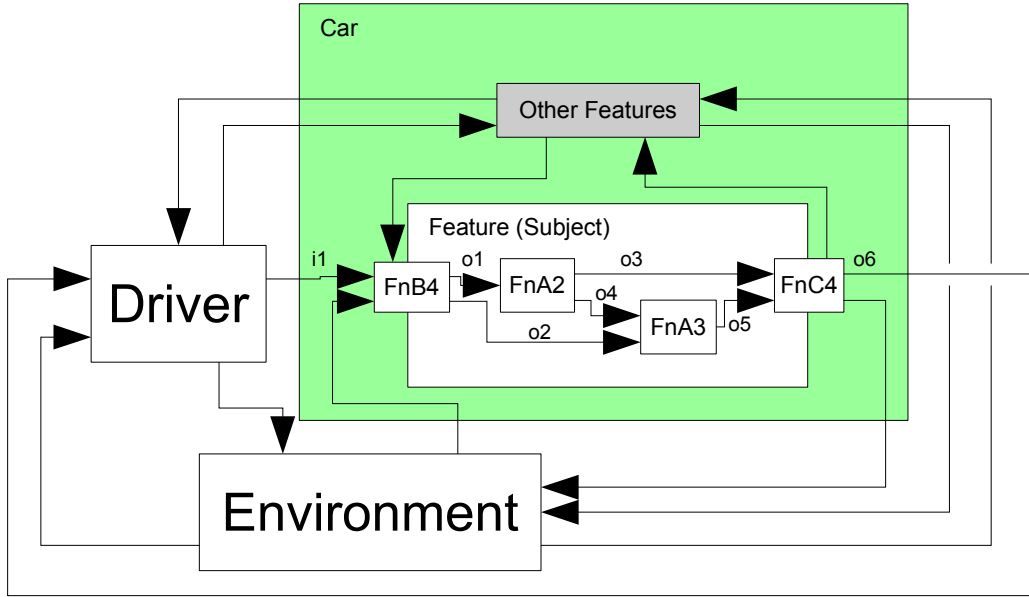 Car
Other Features
Feature (Subject)
i1
o1
o3
o6
FnB4
FnA2
FnC4
Driver
o4
o5
FnA3
o2
Environment